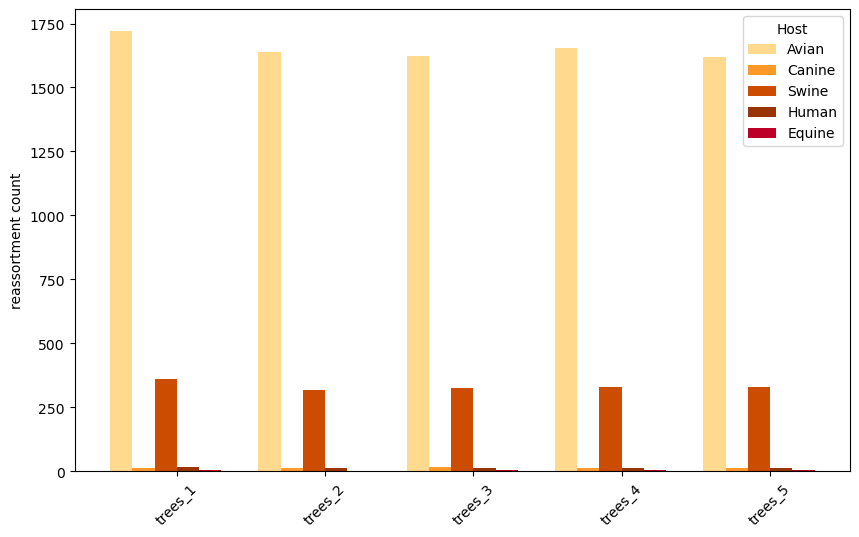 1750
1500
1250
1000
750
500
250
0
reassortment count
Host
Avian
Canine
Swine
Human
Equine
trees_1
trees_2
trees_3
trees_4
trees_5